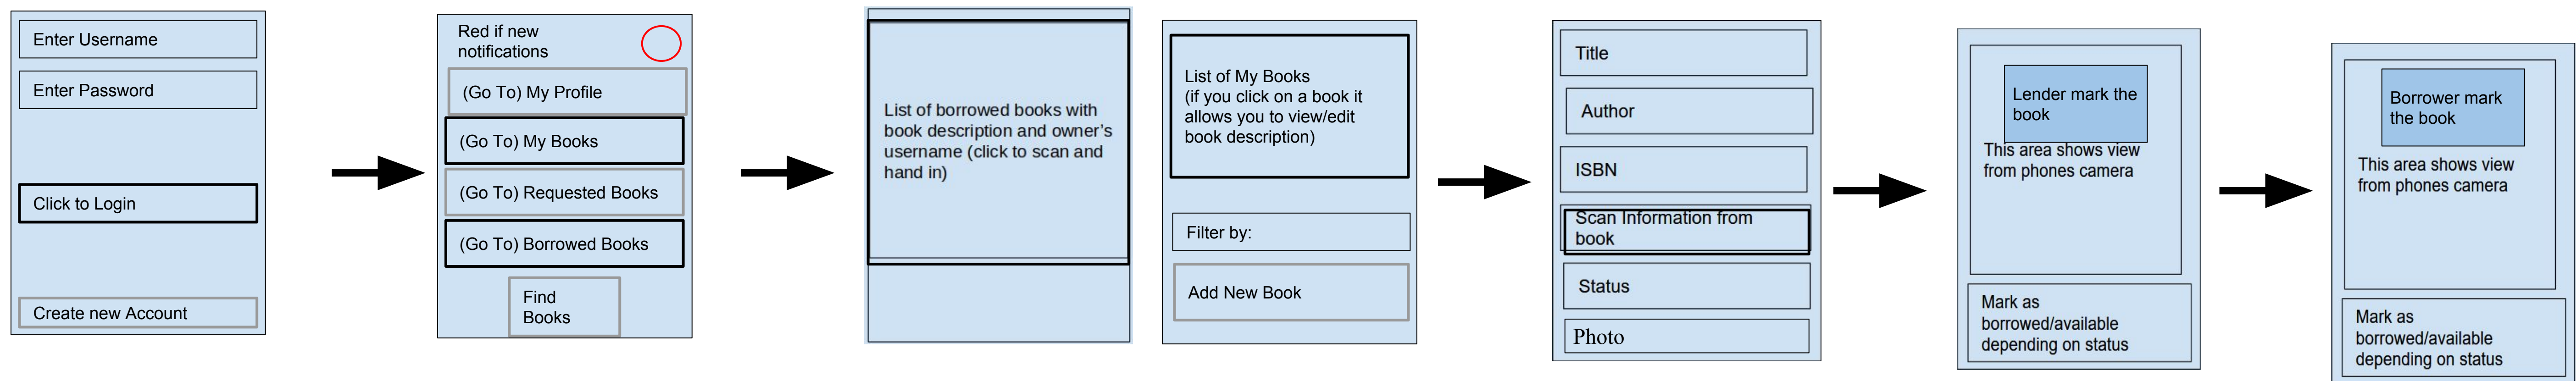 Enter Username
Enter Password
Click to Login
Create new Account
Red if new
notifications
(Go To) My Profile
(Go To) My Books
(Go To) Requested Books
(Go To) Borrowed Books
Find
Books
List of borrowed books with
book description and owner's
username (click to scan and
hand in)
List of My Books
(if you click on a book it
allows you to view/edit
book description)
Filter by:
Add New Book
Title
Author
ISBN
Scan Information from
book
Status
Photo
Lender mark the
book
This area shows view
from phones camera
Mark as
borrowed/available
depending on status
Borrower mark
the book
This area shows view
from phones camera
Mark as
borrowed/available
depending on status